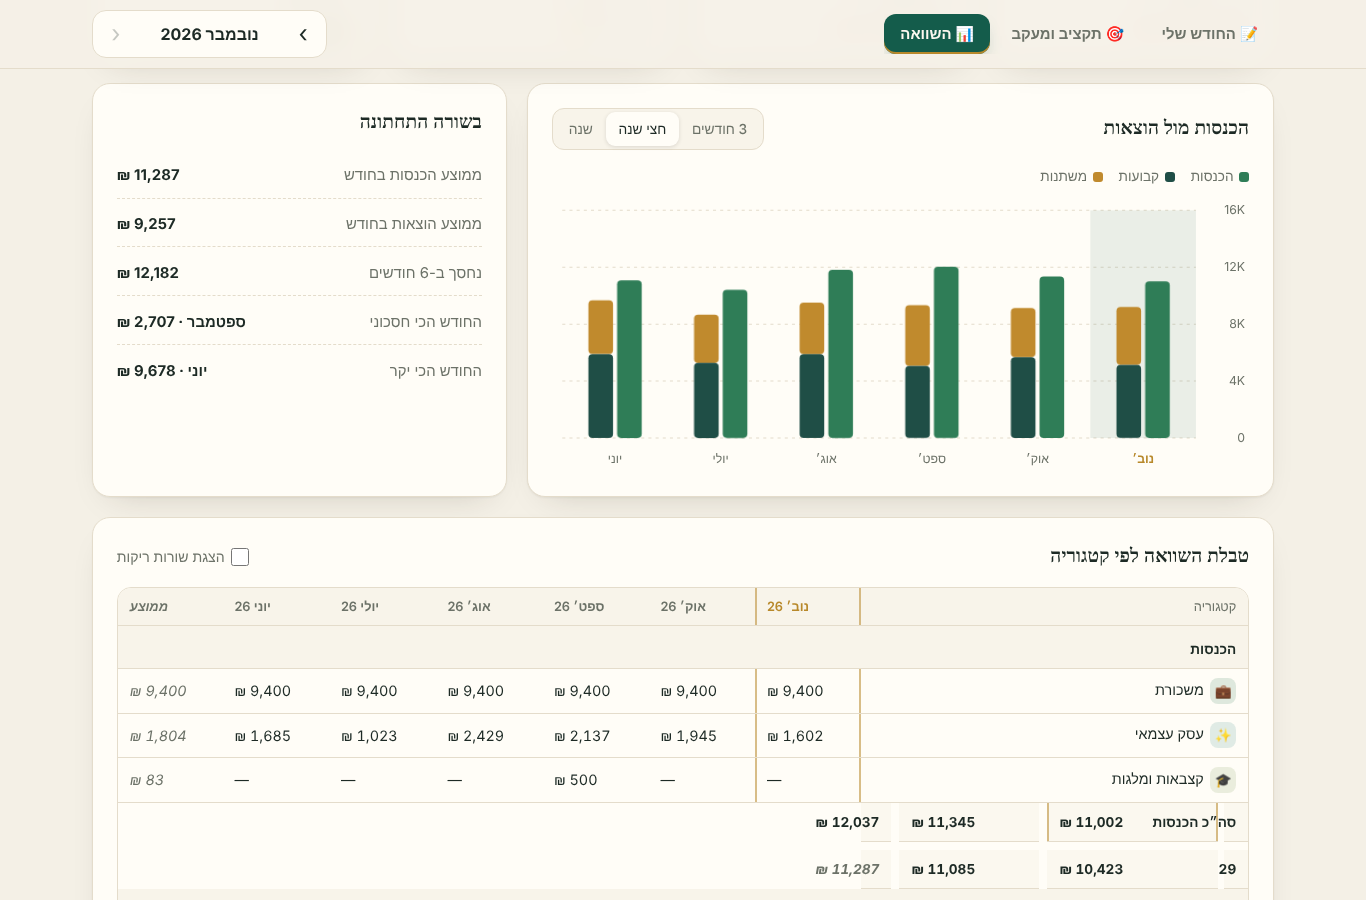 📝 החודש שלי
🎯 תקציב ומעקב
📊 השוואה
נובמבר 2026
הכנסות מול הוצאות
3 חודשים
חצי שנה
שנה
הכנסות
קבועות
משתנות
16K
12K
8K
4K
0
נוב׳
אוק׳
ספט׳
אוג׳
יולי
יוני
בשורה התחתונה
ממוצע הכנסות בחודש 11,287 ₪
ממוצע הוצאות בחודש 9,257 ₪
נחסך ב-6 חודשים 12,182 ₪
החודש הכי חסכוני ספטמבר · 2,707 ₪
החודש הכי יקר יוני · 9,678 ₪
טבלת השוואה לפי קטגוריה
הצגת שורות ריקות
קטגוריה נוב׳ 26 אוק׳ 26 ספט׳ 26 אוג׳ 26 יולי 26 יוני 26 ממוצע
הכנסות
💼 משכורת 9,400 ₪ 9,400 ₪ 9,400 ₪ 9,400 ₪ 9,400 ₪ 9,400 ₪ 9,400 ₪
✨ עסק עצמאי 1,602 ₪ 1,945 ₪ 2,137 ₪ 2,429 ₪ 1,023 ₪ 1,685 ₪ 1,804 ₪
🎓 קצבאות ומלגות — — 500 ₪ — — — 83 ₪
סה״כ הכנסות 11,002 ₪ 11,345 ₪ 12,037 ₪
29 10,423 ₪ 11,085 ₪ 11,287 ₪